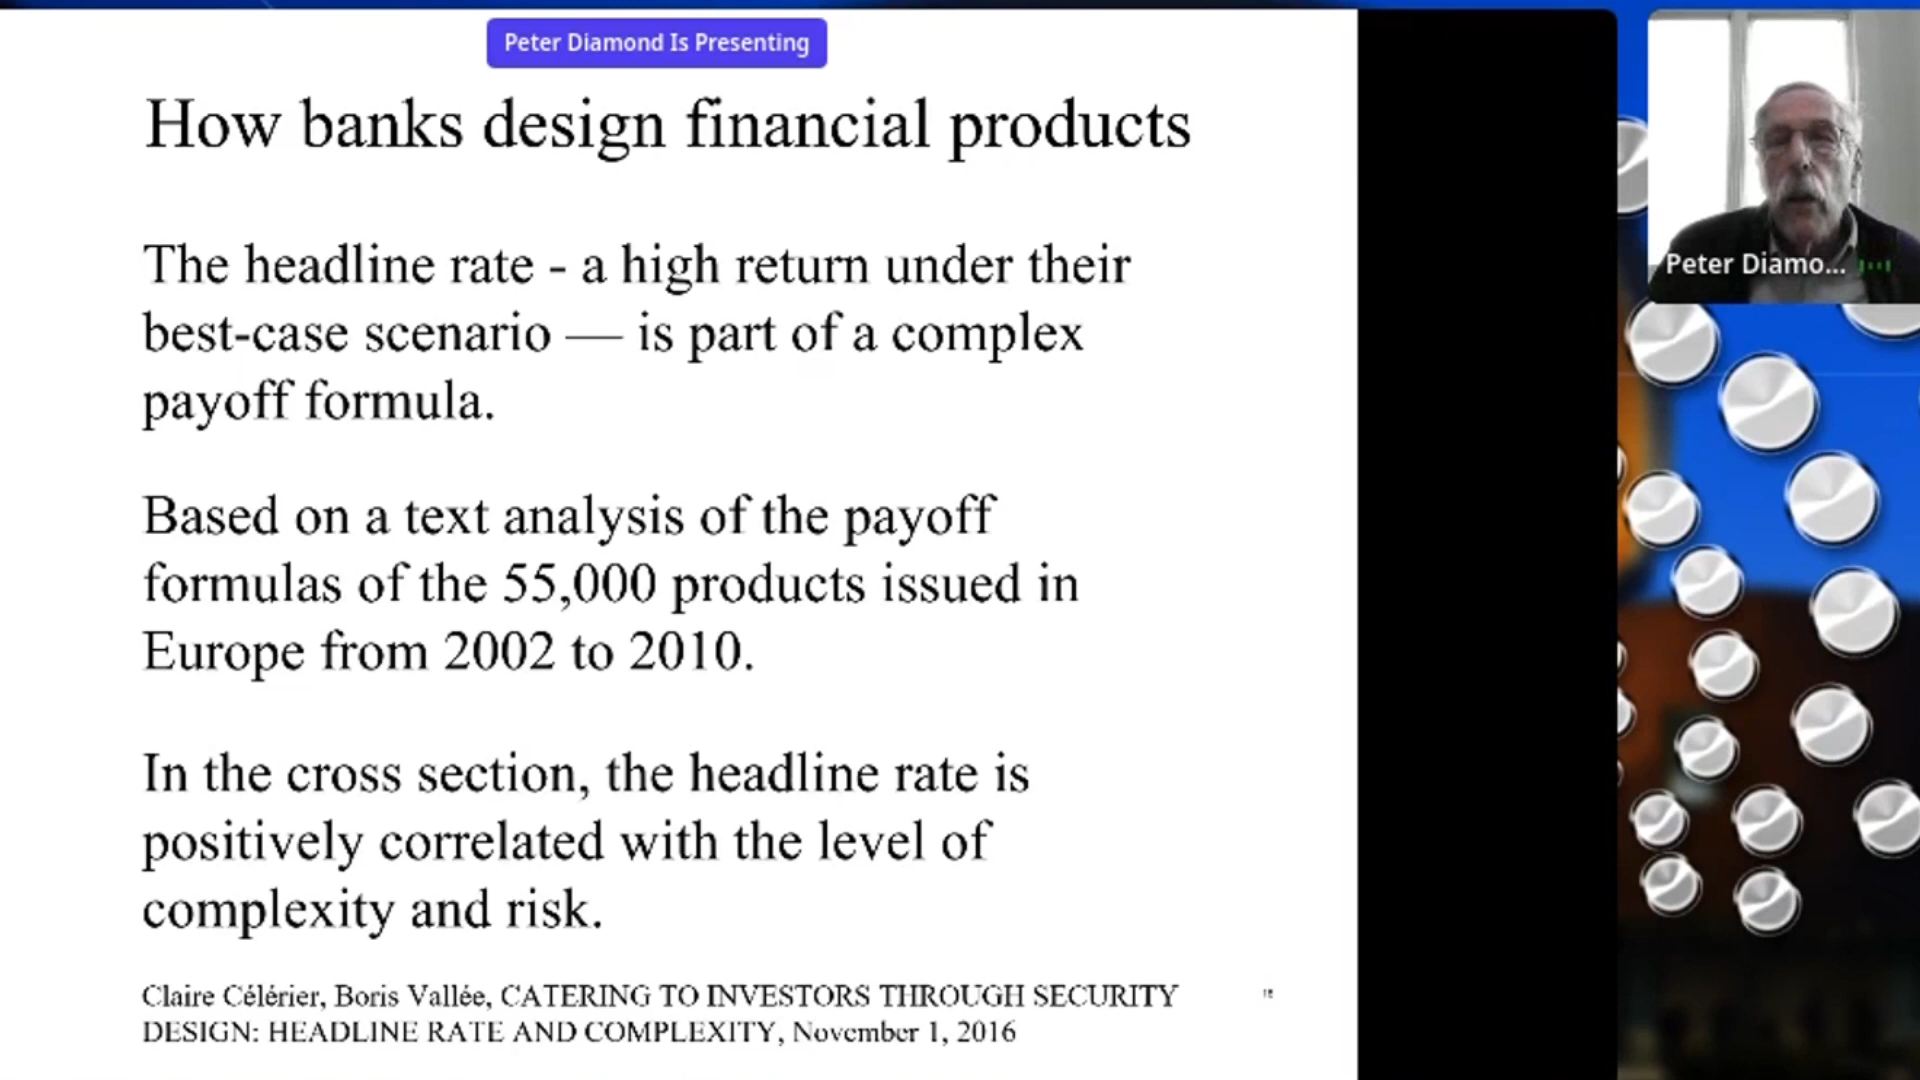 Peter Diamond Is Presenting
How banks design financial products
The headline rate - a high return under their
best-case scenario — is part of a complex
payoff formula.
Based on a text analysis of the payoff
formulas of the 55,000 products issued in
Europe from 2002 to 2010.
In the cross section, the headline rate is
positively correlated with the level of
complexity and risk.
Claire Célérier, Boris Vallée, CATERING TO INVESTORS THROUGH SECURITY
DESIGN: HEADLINE RATE AND COMPLEXITY, November 1, 2016
Peter Diamo...